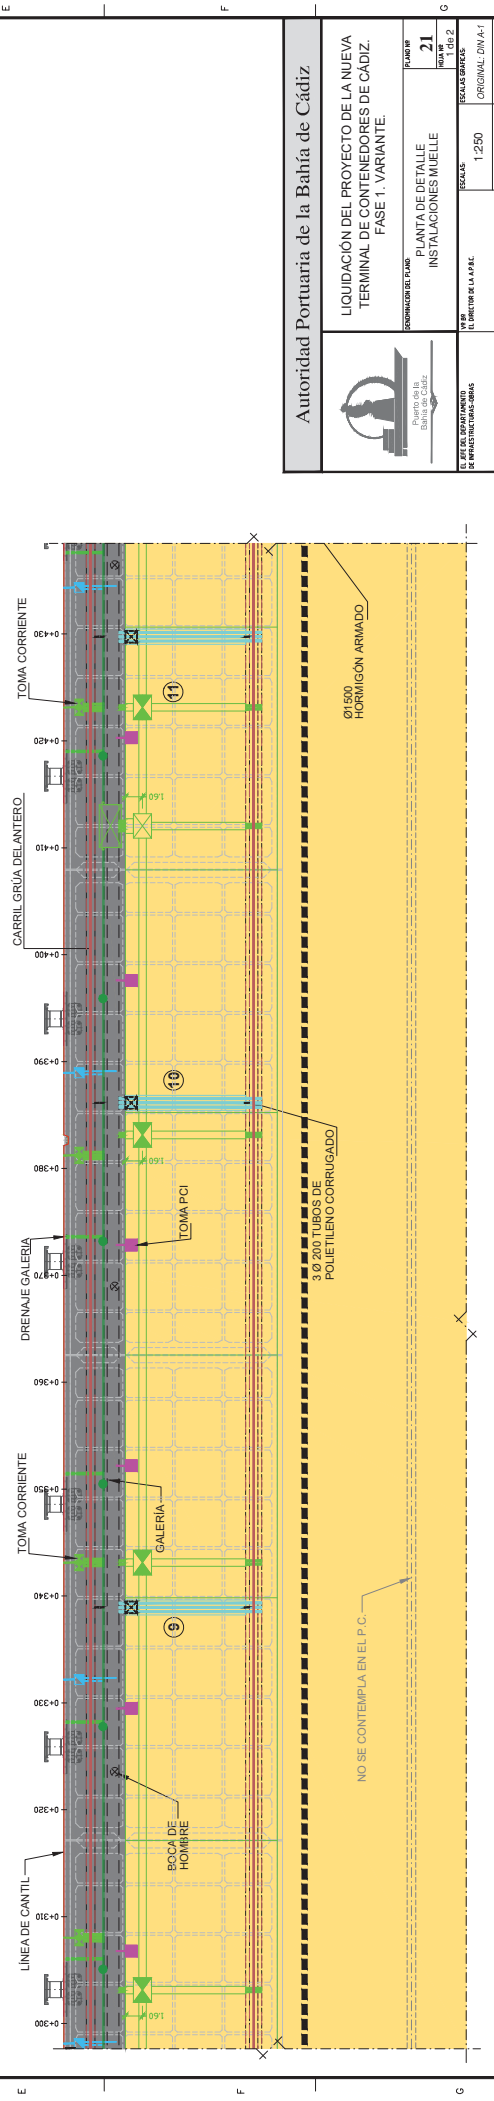 E
F
G
LÍNEA DE CANTIL
TOMA CORRIENTE
DRENAJE GALERIA
CARRIL GRÚA DELANTERO
TOMA CORRIENTE
0+300
0+310
0+320
0+330
0+340
0+350
0+360
0+370
0+380
0+390
0+400
0+410
0+420
0+430
1.60
1.60
1.60
BOCA DE
HOMBRE
9
GALERÍA
TOMA PCI
10
11
3 Ø 200 TUBOS DE
POLIETILENO CORRUGADO
Ø1500
HORMIGÓN ARMADO
NO SE CONTEMPLA EN EL P.C.
E
F
G
Autoridad Portuaria de la Bahía de Cádiz
Puerto de la
Bahía de Cádiz
LIQUIDACIÓN DEL PROYECTO DE LA NUEVA
TERMINAL DE CONTENEDORES DE CÁDIZ.
FASE 1. VARIANTE.
DENOMINACION DEL PLANO:
PLANTA DE DETALLE
INSTALACIONES MUELLE
PLANO Nº
21
HOJA Nº
1 de 2
EL JEFE DEL DEPARTAMENTO
DE INFRAESTRUCTURAS-OBRAS
Vº Bº
EL DIRECTOR DE LA A.P.B.C.
ESCALAS:
1:250
ESCALAS GRAFICAS:
ORIGINAL: DIN A-1